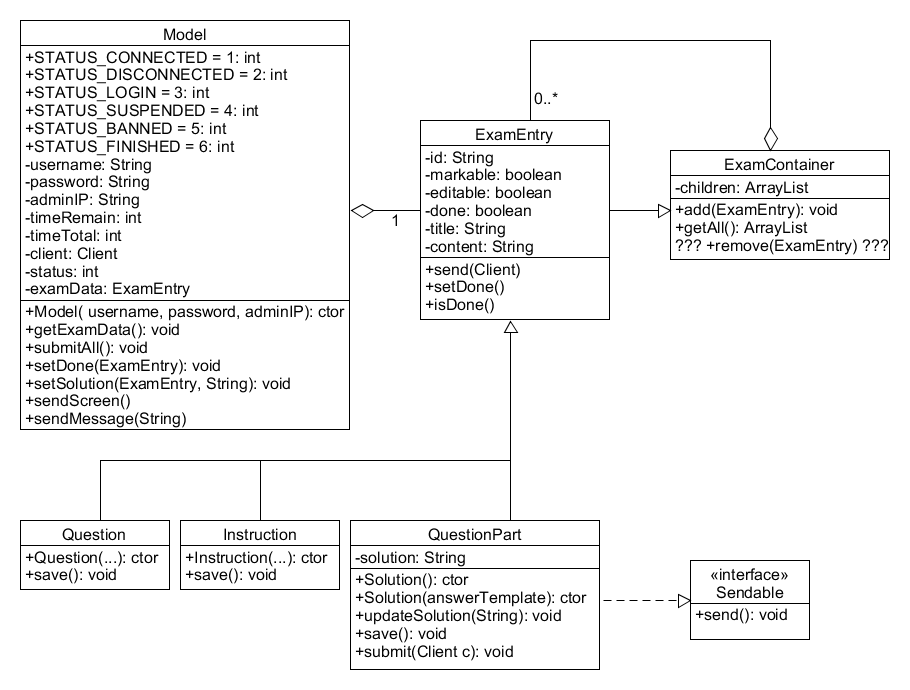 Model
+STATUS_CONNECTED = 1: int
+STATUS_DISCONNECTED = 2: int
+STATUS_LOGIN = 3: int
+STATUS_SUSPENDED = 4: int
+STATUS_BANNED = 5: int
+STATUS_FINISHED = 6: int
-username: String
-password: String
-adminIP: String
-timeRemain: int
-timeTotal: int
-client: Client
-status: int
-examData: ExamEntry
+Model( username, password, adminIP): ctor
+getExamData(): void
+submitAll(): void
+setDone(ExamEntry): void
+setSolution(ExamEntry, String): void
+sendScreen()
+sendMessage(String)
1
0..*
ExamEntry
-id: String
-markable: boolean
-editable: boolean
-done: boolean
-title: String
-content: String
+send(Client)
+setDone()
+isDone()
ExamContainer
-children: ArrayList
+add(ExamEntry): void
+getAll(): ArrayList
??? +remove(ExamEntry) ???
Question
+Question(...): ctor
+save(): void
Instruction
+Instruction(...): ctor
+save(): void
QuestionPart
-solution: String
+Solution(): ctor
+Solution(answerTemplate): ctor
+updateSolution(String): void
+save(): void
+submit(Client c): void
«interface»
Sendable
+send(): void